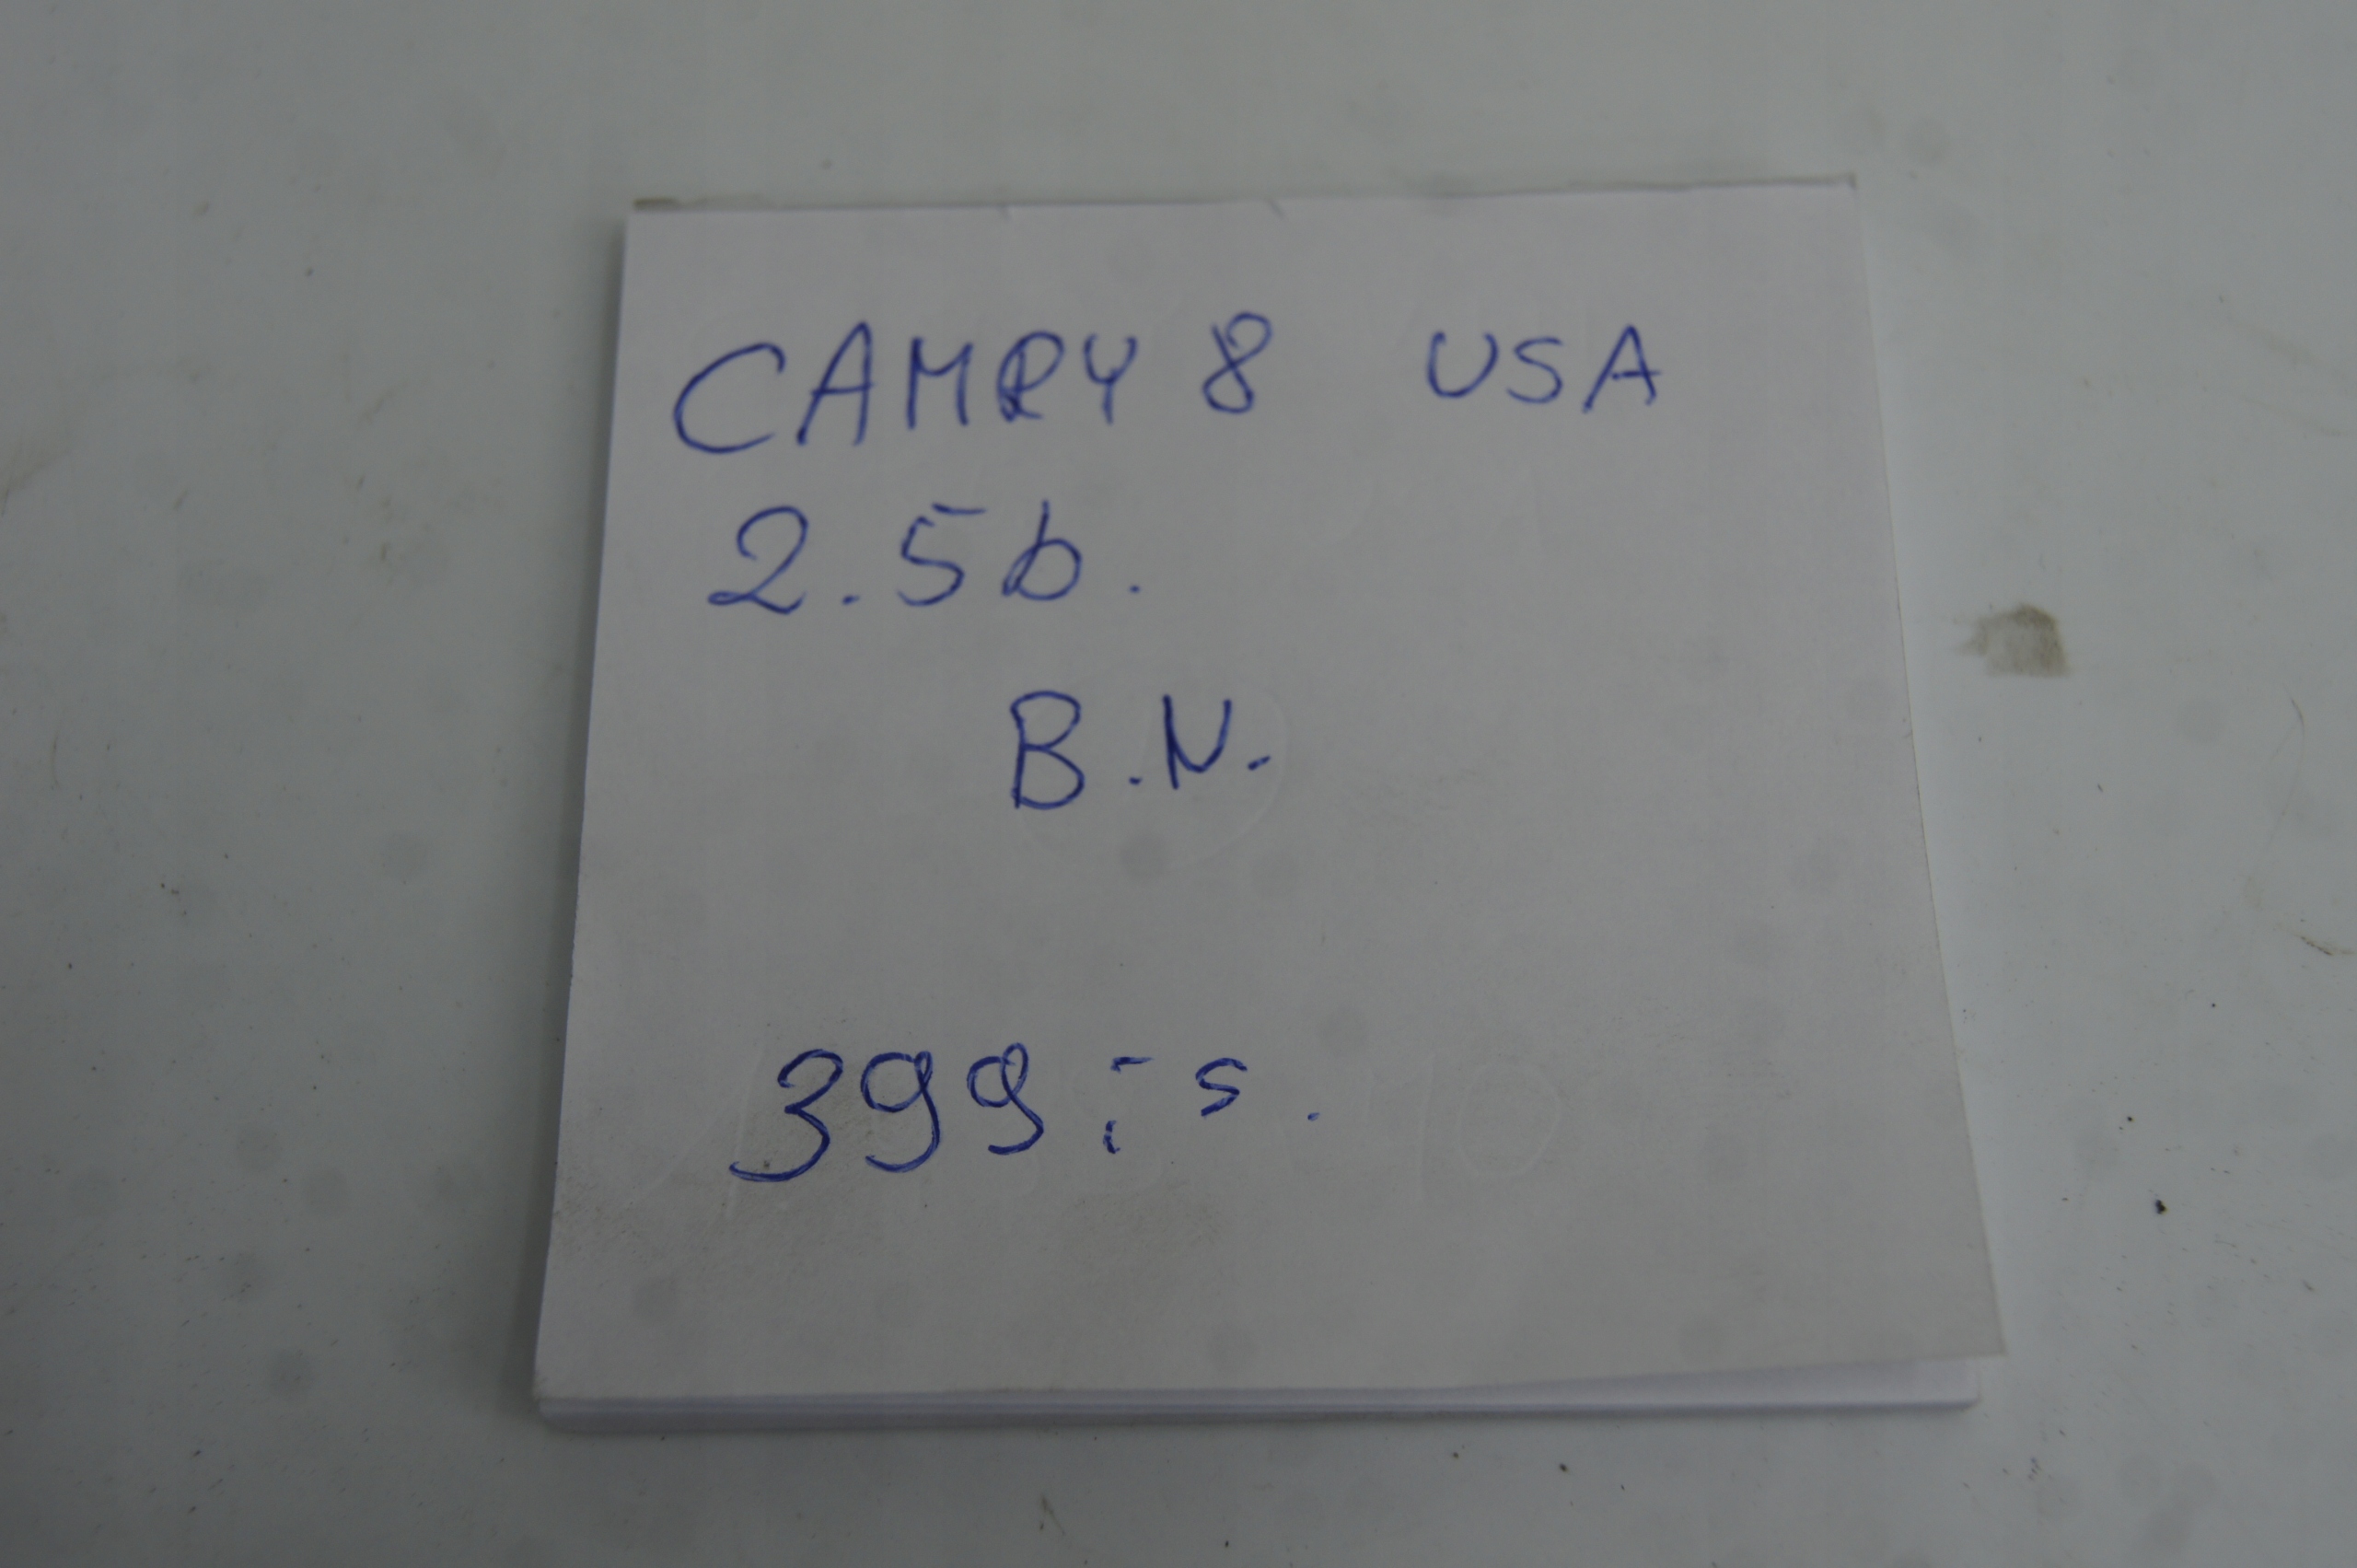 CAMRY 8 USA
2.5b.
B.N.
399:- s.